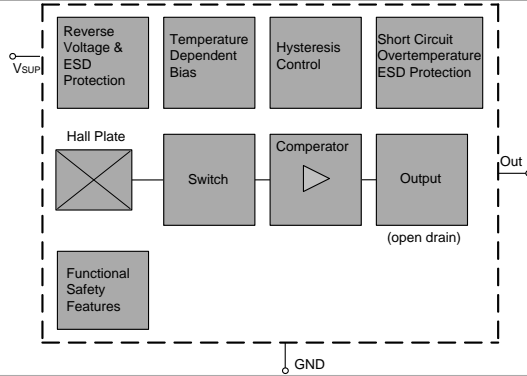 Reverse
Voltage &
ESD
Protection
Temperature
Dependent
Bias
Hysteresis
Control
Short Circuit
Overtemperature
ESD Protection
VSUP
Hall Plate
Switch
Comperator
Output
(open drain)
Out
Functional
Safety
Features
GND